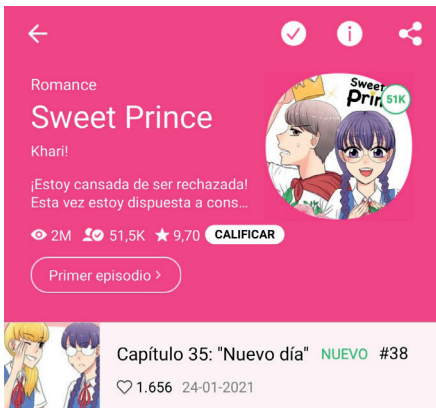 Romance
Sweet Prince
Khari!
¡Estoy cansada de ser rechazada!
Esta vez estoy dispuesta a cons...
2M 51,5K 9,70 CALIFICAR
Primer episodio >
Sweet
Prin
51K
Capítulo 35: "Nuevo día" NUEVO #38
1.656 24-01-2021